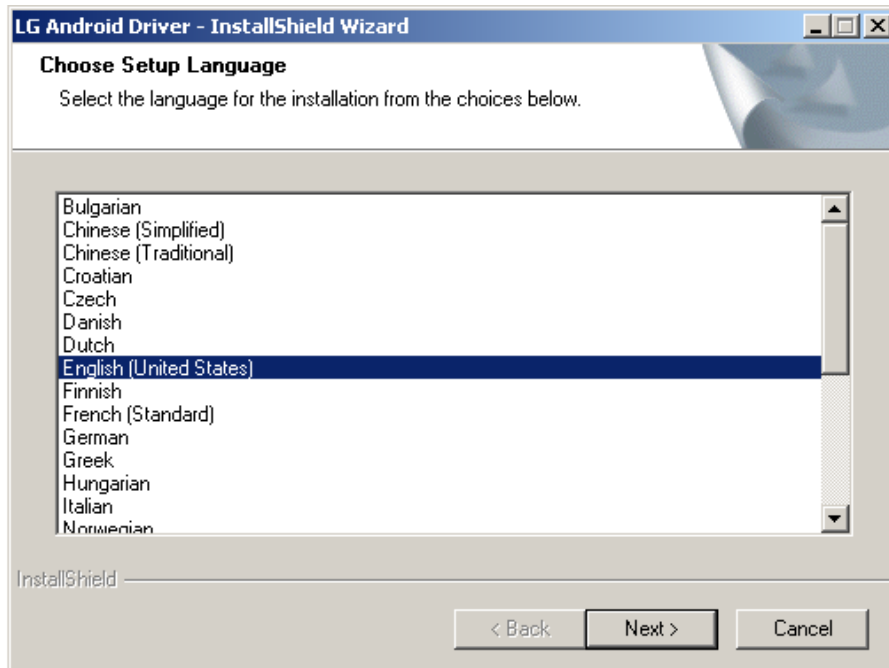 LG Android Driver - InstallShield Wizard
Choose Setup Language
Select the language for the installation from the choices below.
Bulgarian
Chinese (Simplified)
Chinese (Traditional)
Croatian
Czech
Danish
Dutch
English (United States)
Finnish
French (Standard)
German
Greek
Hungarian
Italian
Norwegian
InstallShield
< Back
Next >
Cancel